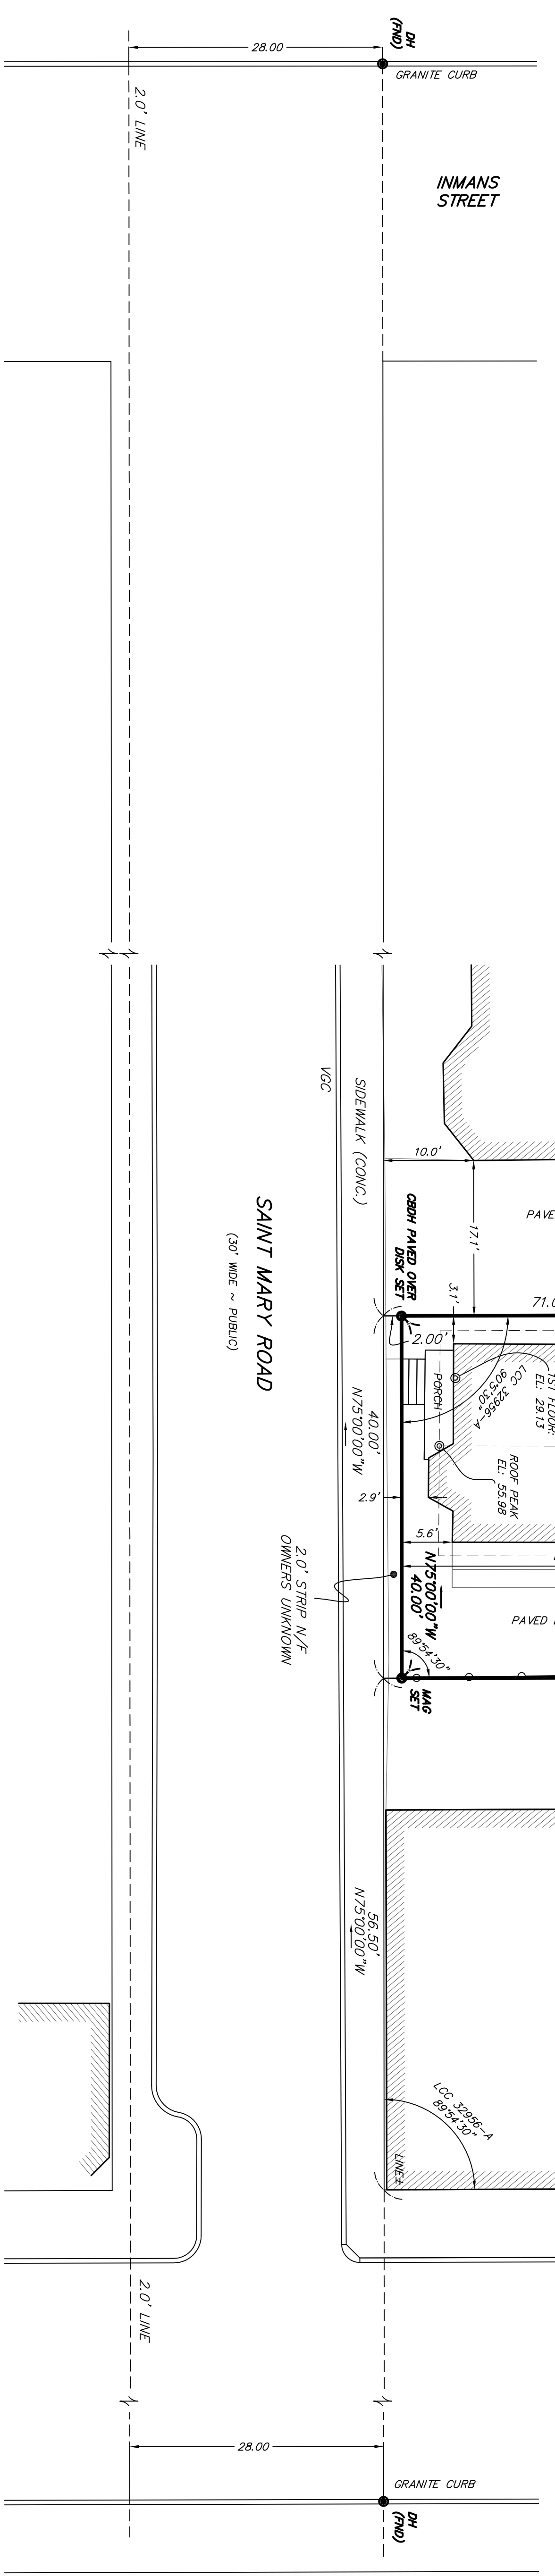 28.00
DH
(FND)
GRANITE CURB
2.0' LINE
INMANS
STREET
VGC
SIDEWALK (CONC.)
10.0'
17.1'
SAINT MARY ROAD
(30' WIDE ~ PUBLIC)
CBDH PAVED OVER
DISK SET
3.1'
2.00'
PORCH
LCC 32956-A
90°5'30"
1ST FLOOR:
EL: 29.13
ROOF PEAK
EL: 55.98
40.00'
N75°00'00"W
2.9'
5.6'
2.0' STRIP N/F
OWNERS UNKNOWN
N75°00'00"W
40.00'
89°54'30"
PAVED
MAG
SET
56.50'
N75°00'00"W
LCC 32956-A
89°54'30"
LINE±
2.0' LINE
28.00
GRANITE CURB
DH
(FND)